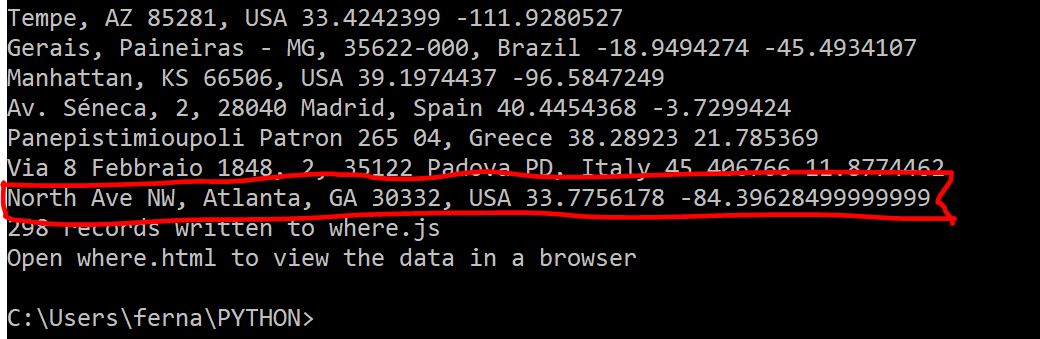 Tempe, AZ 85281, USA 33.4242399 -111.9280527
Gerais, Paineiras - MG, 35622-000, Brazil -18.9494274 -45.4934107
Manhattan, KS 66506, USA 39.1974437 -96.5847249
Av. Séneca, 2, 28040 Madrid, Spain 40.4454368 -3.7299424
Panepistimioupoli Patron 265 04, Greece 38.28923 21.785369
Via 8 Febbraio 1848, 2, 35122 Padova PD, Italy 45.406766 11.8774462
North Ave NW, Atlanta, GA 30332, USA 33.7756178 -84.39628499999999
298 records written to where.js
Open where.html to view the data in a browser
C:\Users\ferna\PYTHON>